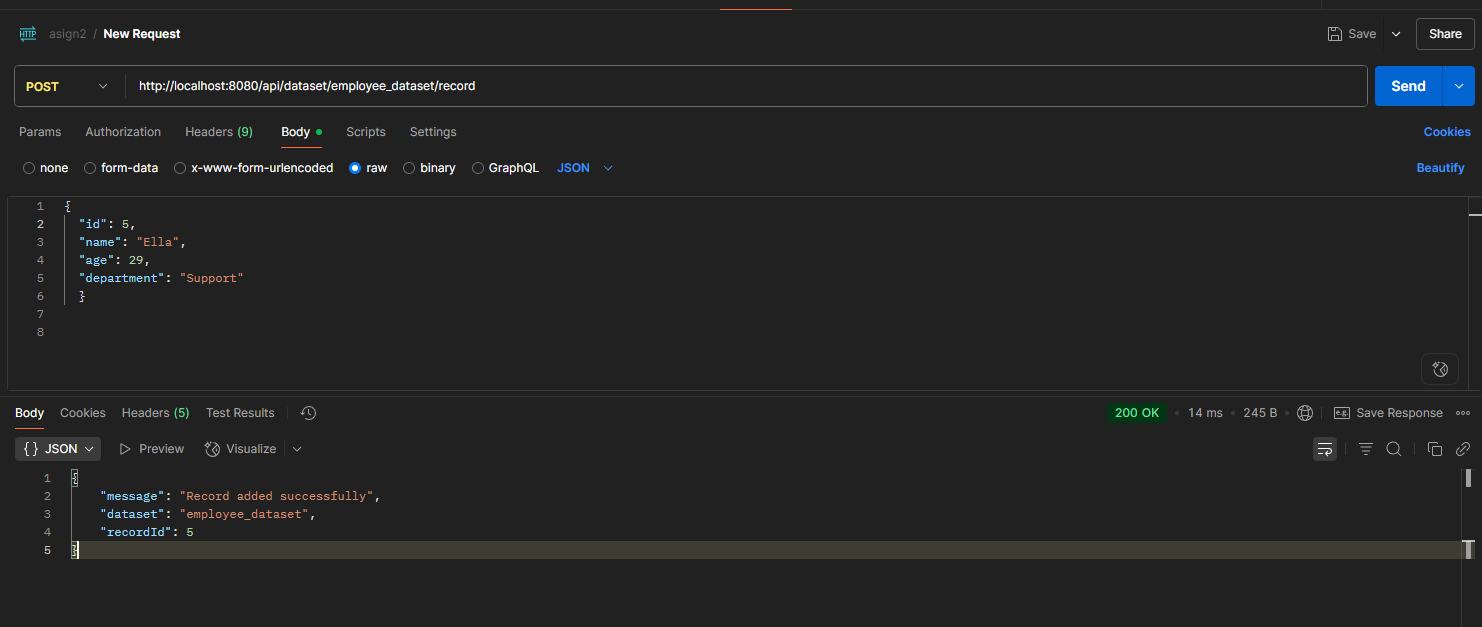 HTTP asign2 / New Request Save Share
POST http://localhost:8080/api/dataset/employee_dataset/record Send
Params Authorization Headers (9) Body Scripts Settings Cookies
none form-data x-www-form-urlencoded raw binary GraphQL JSON Beautify
1 {
2 "id": 5,
3 "name": "Ella",
4 "age": 29,
5 "department": "Support"
6 }
7
8
Body Cookies Headers (5) Test Results 200 OK • 14 ms • 245 B • e.g. Save Response
{} JSON Preview Visualize
1 {
2 "message": "Record added successfully",
3 "dataset": "employee_dataset",
4 "recordId": 5
5 }